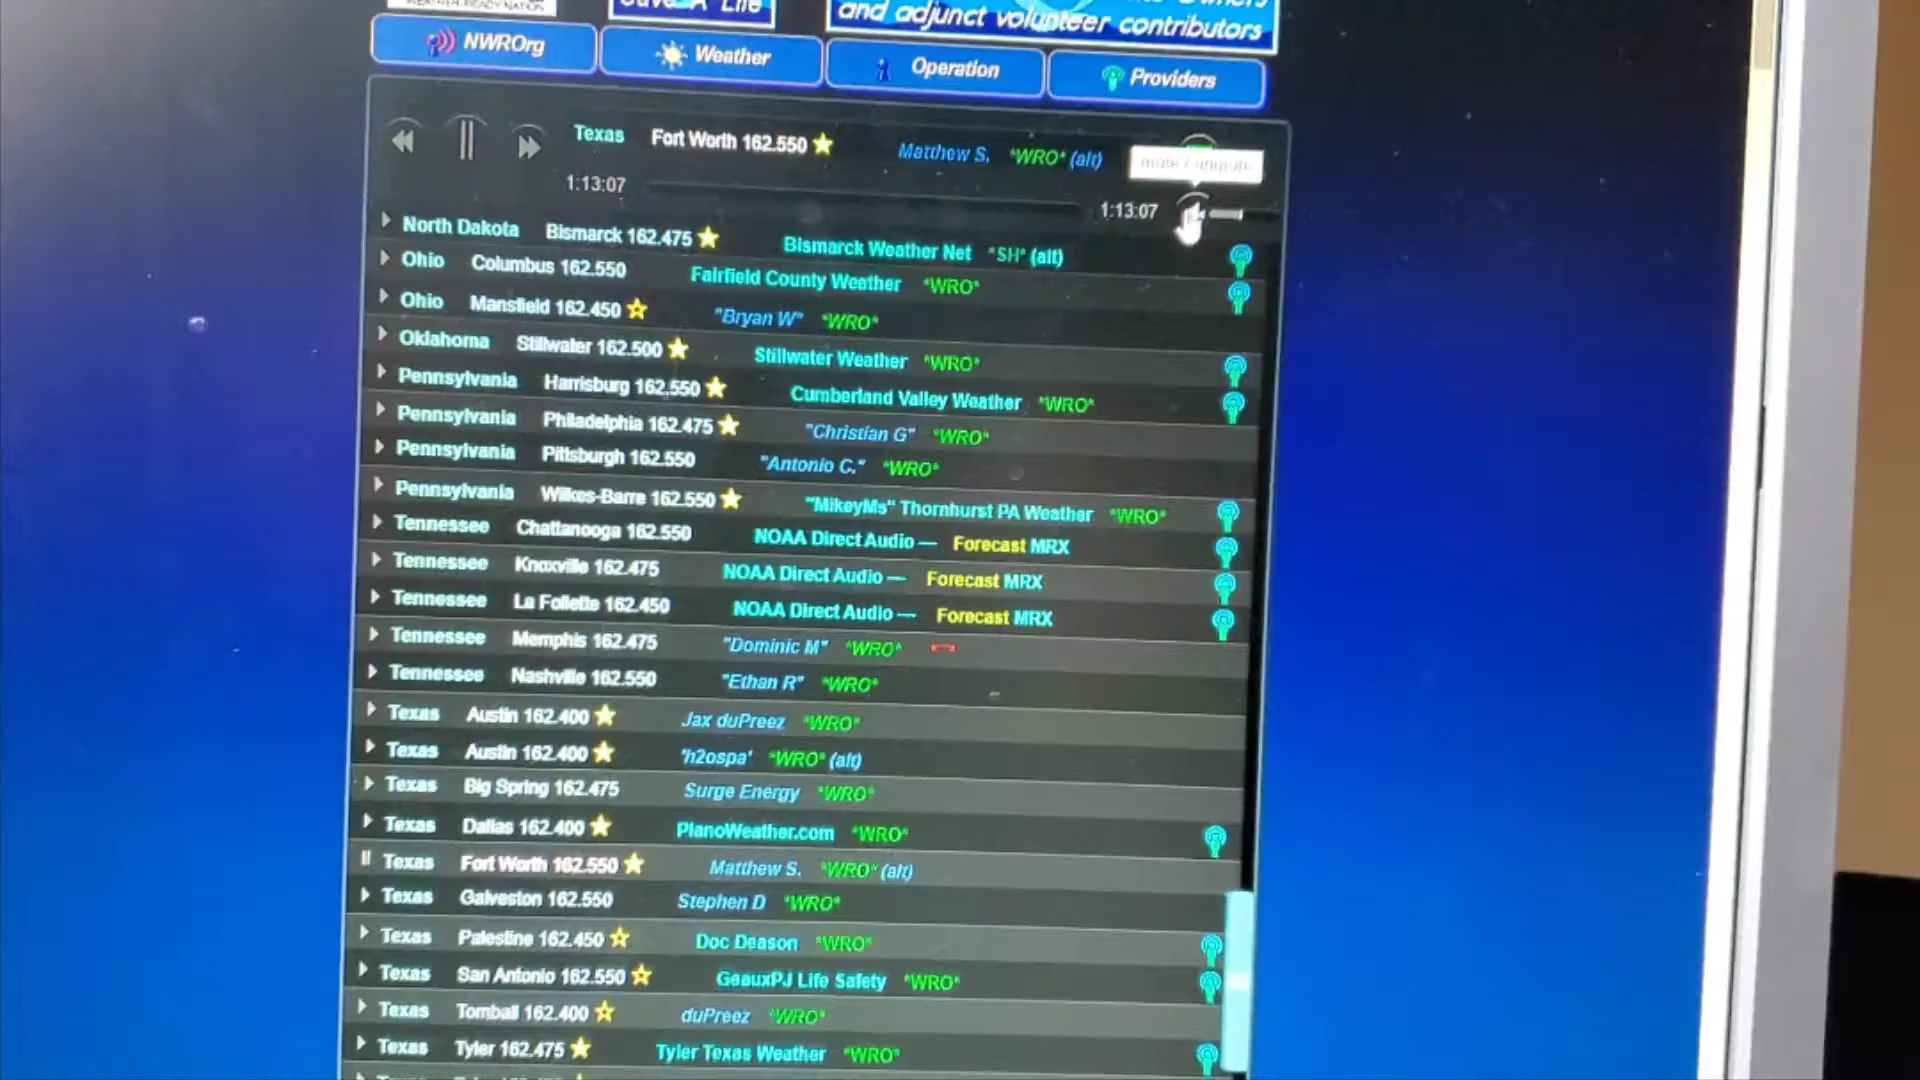 WEATHER-READY NATION
Save A Life
and adjunct volunteer contributors
NWROrg Weather Operation Providers
Texas Fort Worth 162.550 Matthew S. *WRO* (alt)
mute / unmute
1:13:07 1:13:07
North Dakota Bismarck 162.475 Bismarck Weather Net *SH* (alt)
Ohio Columbus 162.550 Fairfield County Weather *WRO*
Ohio Mansfield 162.450 "Bryan W" *WRO*
Oklahoma Stillwater 162.500 Stillwater Weather *WRO*
Pennsylvania Harrisburg 162.550 Cumberland Valley Weather *WRO*
Pennsylvania Philadelphia 162.475 "Christian G" *WRO*
Pennsylvania Pittsburgh 162.550 "Antonio C." *WRO*
Pennsylvania Wilkes-Barre 162.550 "MikeyMs" Thornhurst PA Weather *WRO*
Tennessee Chattanooga 162.550 NOAA Direct Audio — Forecast MRX
Tennessee Knoxville 162.475 NOAA Direct Audio — Forecast MRX
Tennessee La Follette 162.450 NOAA Direct Audio — Forecast MRX
Tennessee Memphis 162.475 "Dominic M" *WRO*
Tennessee Nashville 162.550 "Ethan R" *WRO*
Texas Austin 162.400 Jax duPreez *WRO*
Texas Austin 162.400 'h2ospa' *WRO* (alt)
Texas Big Spring 162.475 Surge Energy *WRO*
Texas Dallas 162.400 PlanoWeather.com *WRO*
Texas Fort Worth 162.550 Matthew S. *WRO* (alt)
Texas Galveston 162.550 Stephen D *WRO*
Texas Palestine 162.450 Doc Deason *WRO*
Texas San Antonio 162.550 GeauxPJ Life Safety *WRO*
Texas Tomball 162.400 duPreez *WRO*
Texas Tyler 162.475 Tyler Texas Weather *WRO*